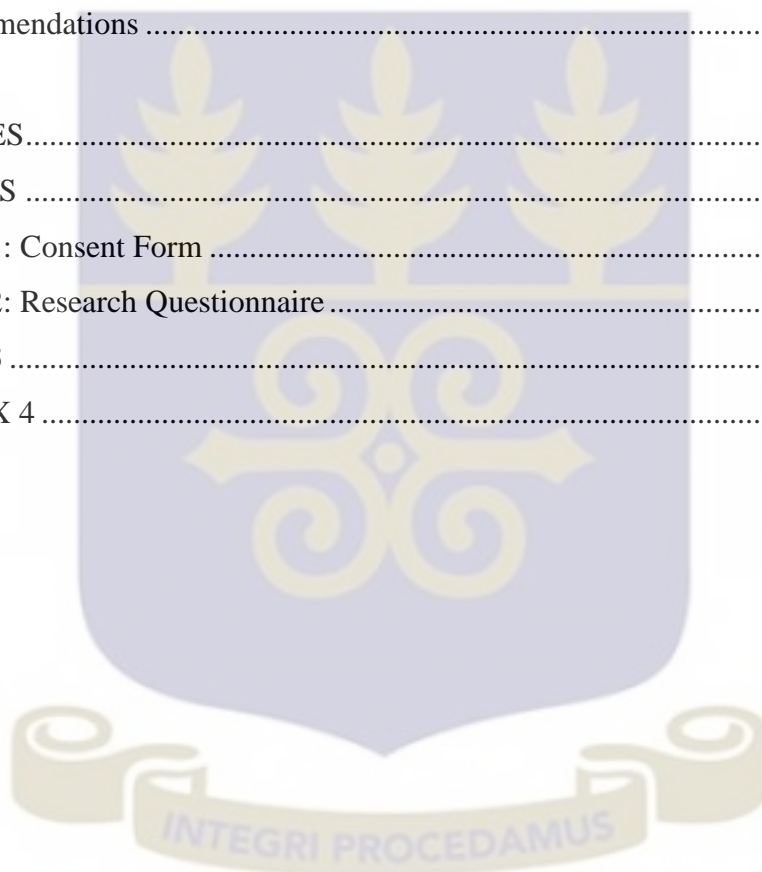 mendations ....................................................................................
ES....................................................................................................
S ....................................................................................................
: Consent Form ..........................................................................
2: Research Questionnaire ...........................................................
....................................................................................................
X 4 ................................................................................................
INTEGRI PROCEDAMUS